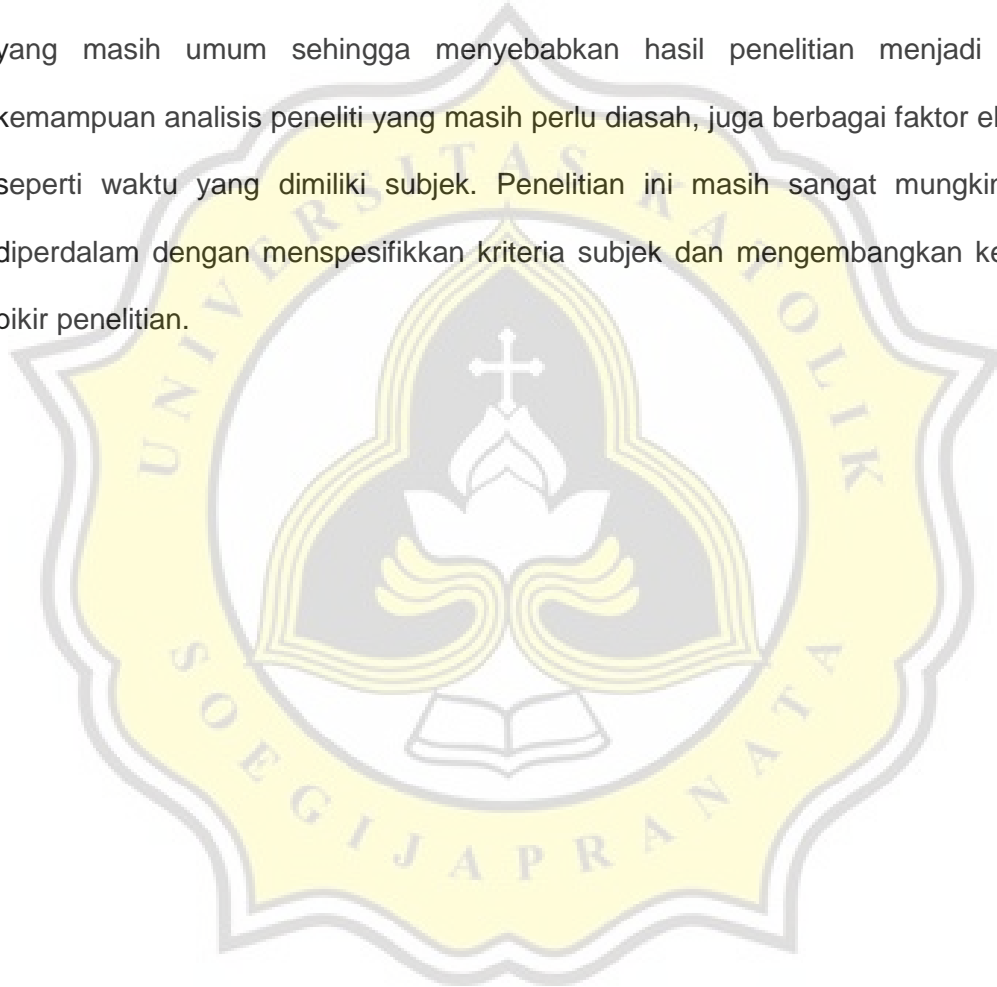 yang masih umum sehingga menyebabkan hasil penelitian menjadi
kemampuan analisis peneliti yang masih perlu diasah, juga berbagai faktor
seperti waktu yang dimiliki subjek. Penelitian ini masih sangat
diperdalam dengan menspesifikkan kriteria subjek dan mengembangkan
pikir penelitian.
UNIVERSITAS KATOLIK
SOEGIJAPRANATA